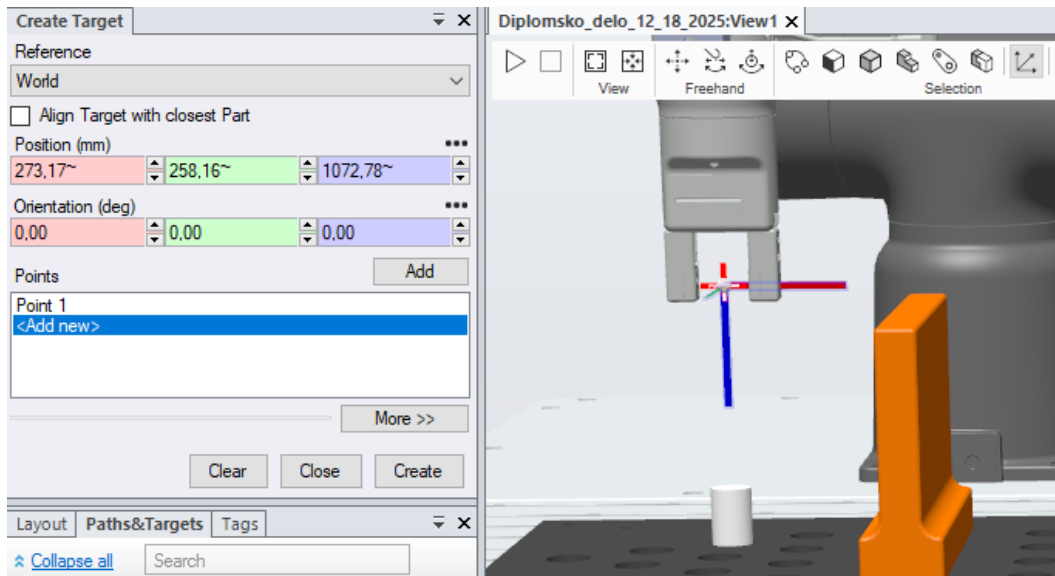 Create Target
Reference
World
Align Target with closest Part
Position (mm)
273,17~ 258,16~ 1072,78~
Orientation (deg)
0,00 0,00 0,00
Points Add
Point 1
<Add new>
More >>
Clear Close Create
Layout Paths&Targets Tags
Collapse all Search
Diplomsko_delo_12_18_2025:View1
View Freehand Selection